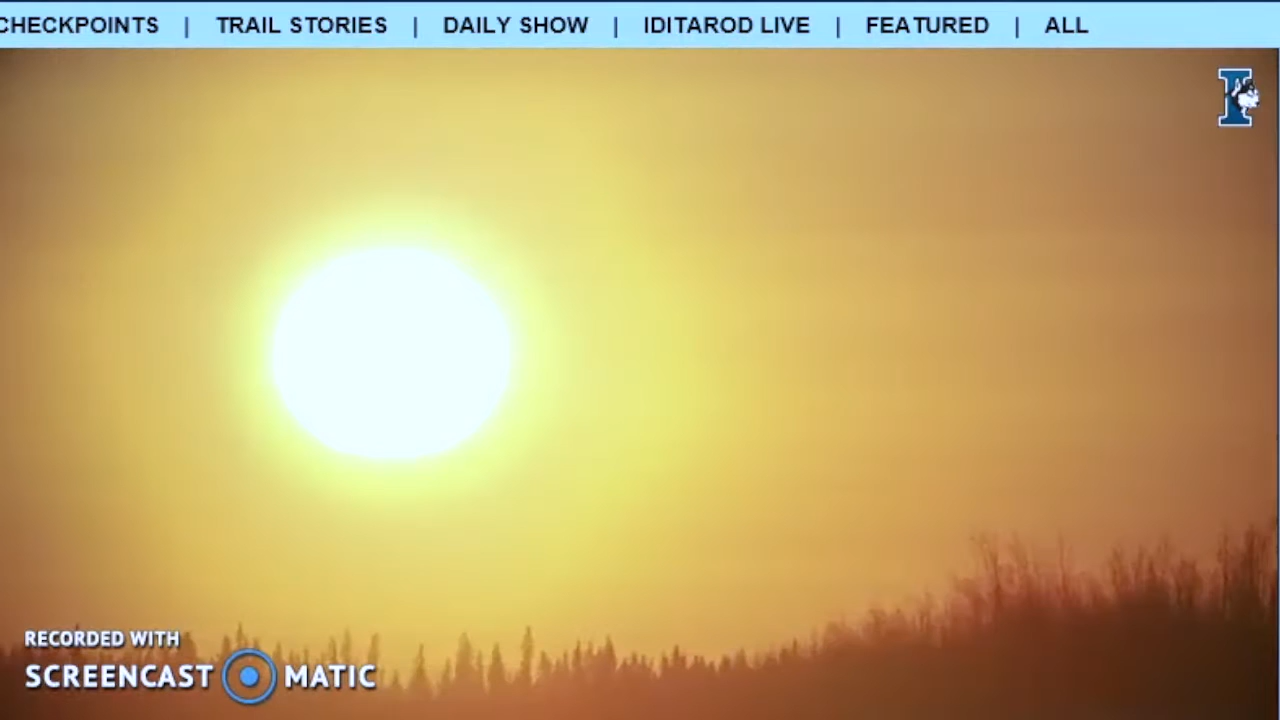 CHECKPOINTS | TRAIL STORIES | DAILY SHOW | IDITAROD LIVE | FEATURED | ALL
I
RECORDED WITH
SCREENCAST MATIC